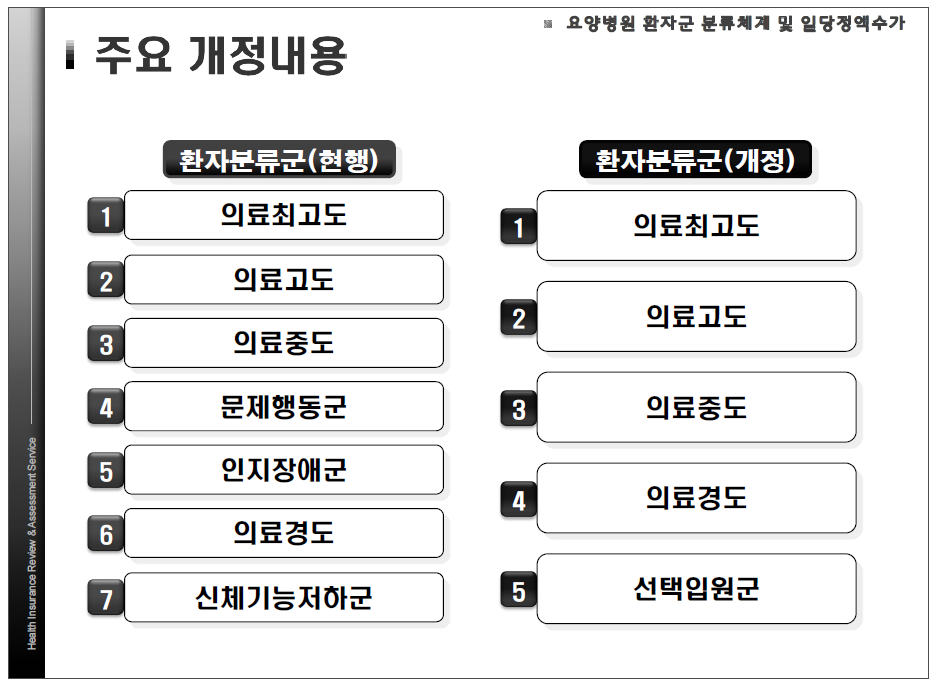 요양병원 환자군 분류체계 및 일당정액수가
주요 개정내용
환자분류군(현행)
1 의료최고도
2 의료고도
3 의료중도
4 문제행동군
5 인지장애군
6 의료경도
7 신체기능저하군
환자분류군(개정)
1 의료최고도
2 의료고도
3 의료중도
4 의료경도
5 선택입원군
Health Insurance Review & Assessment Service